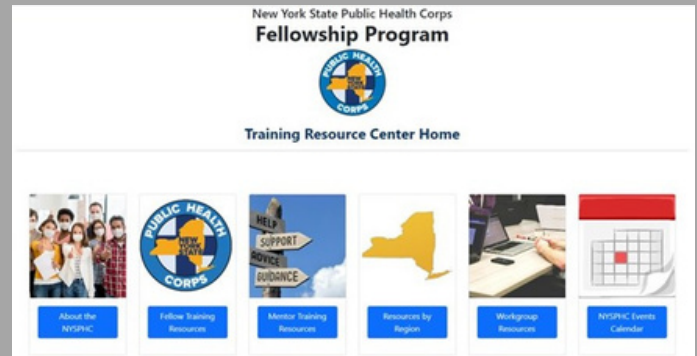 New York State Public Health Corps
Fellowship Program
PUBLIC HEALTH
NEW
YORK
STATE
CORPS
Training Resource Center Home
PUBLIC HEALTH
NEW
YORK
STATE
CORPS
HELP
SUPPORT
ADVICE
GUIDANCE
About the
NYSPHC
Fellow Training
Resources
Mentor Training
Resources
Resources by
Region
Workgroup
Resources
NYSPHC Events
Calendar